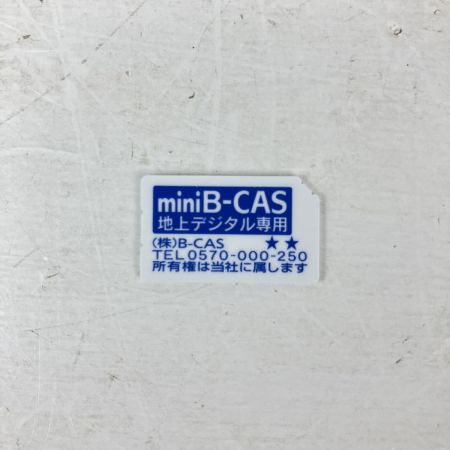 miniB-CAS
地上デジタル専用
(株)B-CAS ★★
TEL0570-000-250
所有権は当社に属します